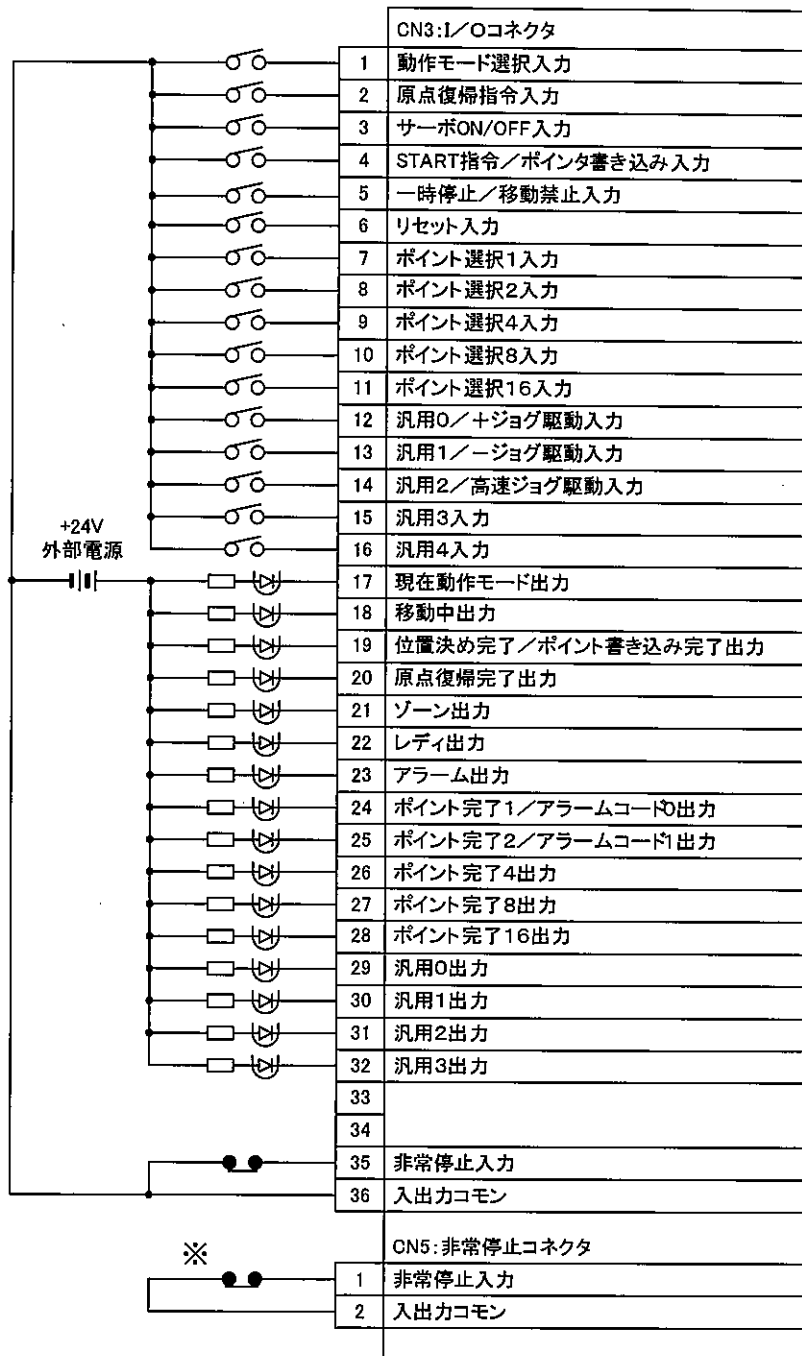 CN3:I/Oコネクタ
1 動作モード選択入力
2 原点復帰指令入力
3 サーボON/OFF入力
4 START指令/ポインタ書き込み入力
5 一時停止/移動禁止入力
6 リセット入力
7 ポイント選択1入力
8 ポイント選択2入力
9 ポイント選択4入力
10 ポイント選択8入力
11 ポイント選択16入力
12 汎用0/+ジョグ駆動入力
13 汎用1/-ジョグ駆動入力
14 汎用2/高速ジョグ駆動入力
15 汎用3入力
16 汎用4入力
+24V
外部電源
17 現在動作モード出力
18 移動中出力
19 位置決め完了/ポイント書き込み完了出力
20 原点復帰完了出力
21 ゾーン出力
22 レディ出力
23 アラーム出力
24 ポイント完了1/アラームコード0出力
25 ポイント完了2/アラームコード1出力
26 ポイント完了4出力
27 ポイント完了8出力
28 ポイント完了16出力
29 汎用0出力
30 汎用1出力
31 汎用2出力
32 汎用3出力
33
34
35 非常停止入力
36 入出力コモン
CN5:非常停止コネクタ
※
1 非常停止入力
2 入出力コモン